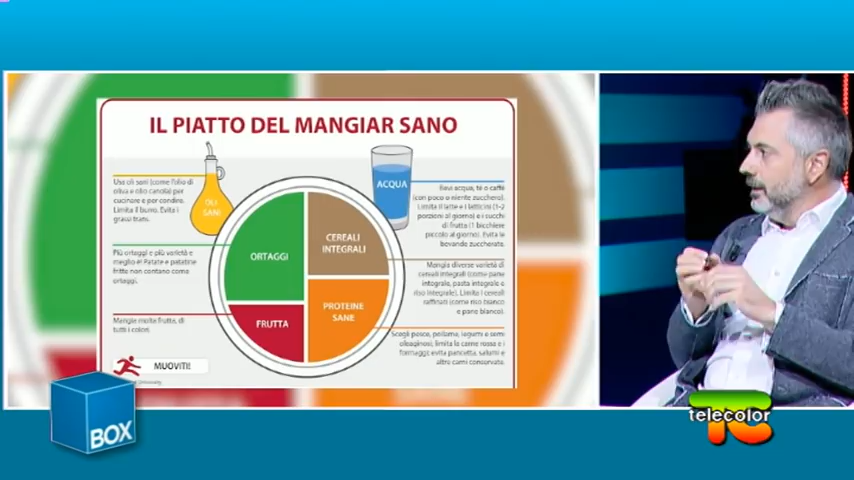 IL PIATTO DEL MANGIAR SANO
Usa oli sani (come l'olio di
oliva e olio canola) per
cucinare e per condire.
Limita il burro. Evita i
grassi trans.
OLI
SANI
ACQUA
Bevi acqua, tè o caffè
(con poco o niente zucchero).
Limita il latte e i latticini (1-2
porzioni al giorno) e i succhi
di frutta (1 bicchiere
piccolo al giorno). Evita le
bevande zuccherate.
ORTAGGI
CEREALI
INTEGRALI
Più ortaggi e più varietà e
meglio è! Patate e patatine
fritte non contano come
ortaggi.
Mangia diverse varietà di
cereali integrali (come pane
integrale, pasta integrale e
riso integrale). Limita i cereali
raffinati (come riso bianco
e pane bianco).
FRUTTA
PROTEINE
SANE
Mangia molta frutta, di
tutti i colori.
Scegli pesce, pollame, legumi e semi
oleaginosi; limita la carne rossa e i
formaggi; evita pancetta, salumi e
altre carni conservate.
MUOVITI!
University
BOX
telecolor
TC